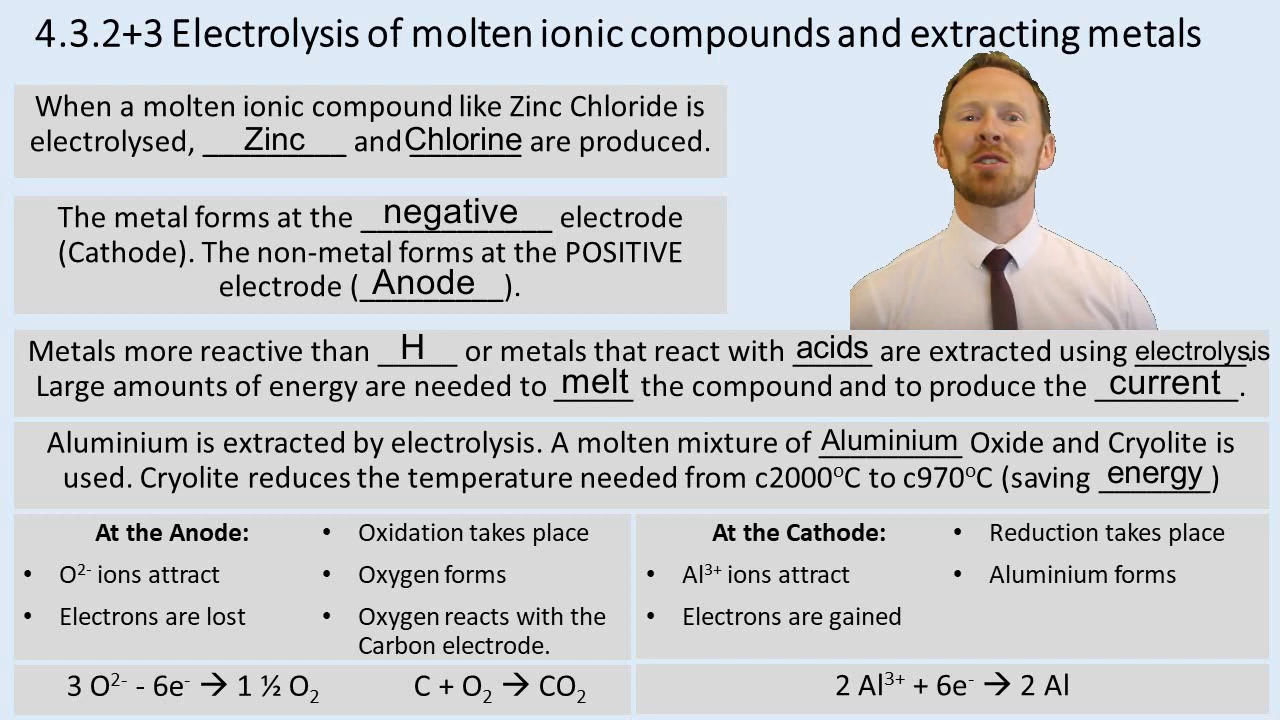 4.3.2+3 Electrolysis of molten ionic compounds and extracting metals
When a molten ionic compound like Zinc Chloride is
electrolysed, Zinc and Chlorine are produced.
The metal forms at the negative electrode
(Cathode). The non-metal forms at the POSITIVE
electrode (Anode).
Metals more reactive than H or metals that react with acids are extracted using electrolysis.
Large amounts of energy are needed to melt the compound and to produce the current.
Aluminium is extracted by electrolysis. A molten mixture of Aluminium Oxide and Cryolite is
used. Cryolite reduces the temperature needed from c2000⁰C to c970⁰C (saving energy)
At the Anode:
• O²⁻ ions attract
• Electrons are lost
• Oxidation takes place
• Oxygen forms
• Oxygen reacts with the
Carbon electrode.
3 O²⁻ - 6e⁻ → 1 ½ O₂
C + O₂ → CO₂
At the Cathode:
• Al³⁺ ions attract
• Electrons are gained
• Reduction takes place
• Aluminium forms
2 Al³⁺ + 6e⁻ → 2 Al